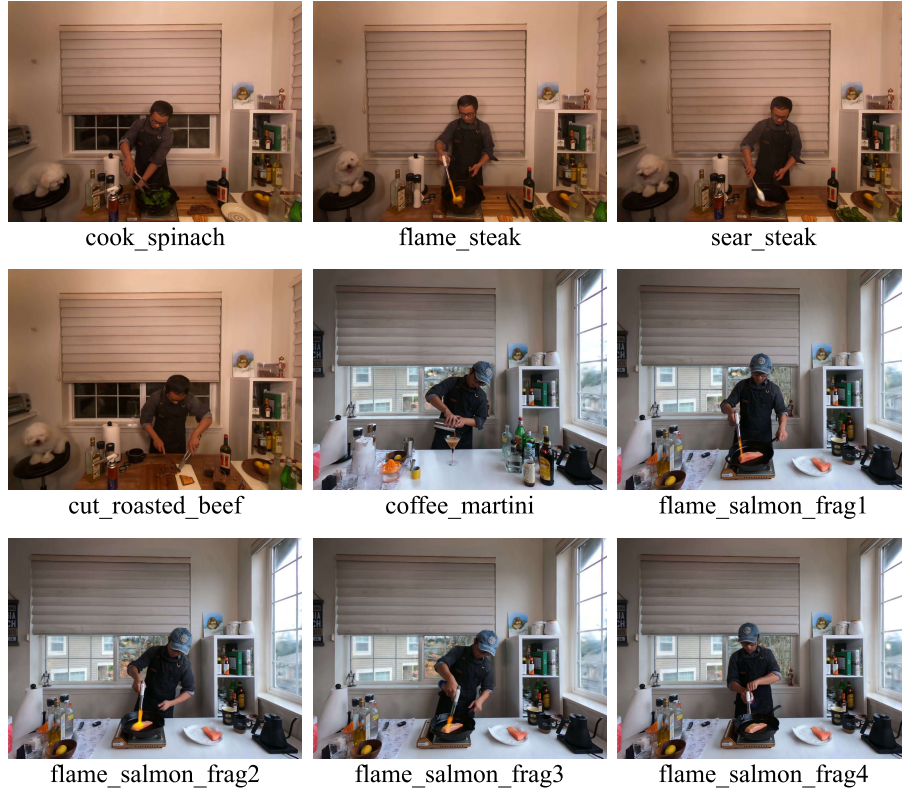 cook_spinach
flame_steak
sear_steak
cut_roasted_beef
coffee_martini
flame_salmon_frag1
flame_salmon_frag2
flame_salmon_frag3
flame_salmon_frag4